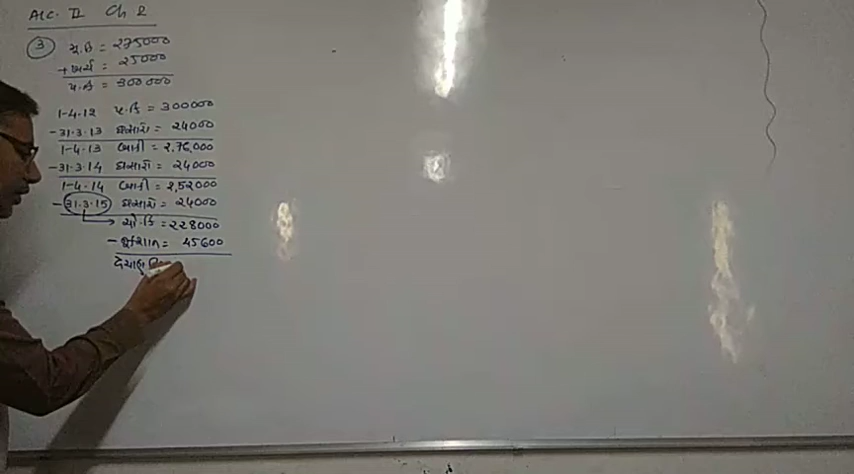 A/C. II Ch 2
3 મૂ.કિં = 275000
+ ખર્ચ = 25000
પ.કિં = 300000
1-4-12 પ.કિં = 300000
- 31.3.13 ઘસારો = 24000
1-4-13 બાકી = 2,76,000
- 31.3.14 ઘસારો = 24000
1-4-14 બાકી = 2,52000
- 31.3.15 ઘસારો = 24000
ચો.કિં = 228000
- નુકશાન = 45600
વેચાણ